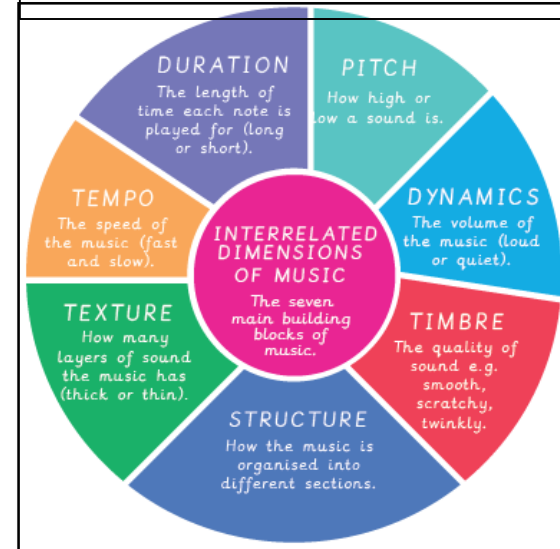 DURATION
The length of
time each note is
played for (long
or short).
PITCH
How high or
low a sound is.
DYNAMICS
The volume of
the music (loud
or quiet).
TIMBRE
The quality of
sound e.g.
smooth,
scratchy,
twinkly.
STRUCTURE
How the music is
organised into
different sections.
TEXTURE
How many
layers of sound
the music has
(thick or thin).
TEMPO
The speed of
the music (fast
and slow).
INTERRELATED
DIMENSIONS
OF MUSIC
The seven
main building
blocks of
music.